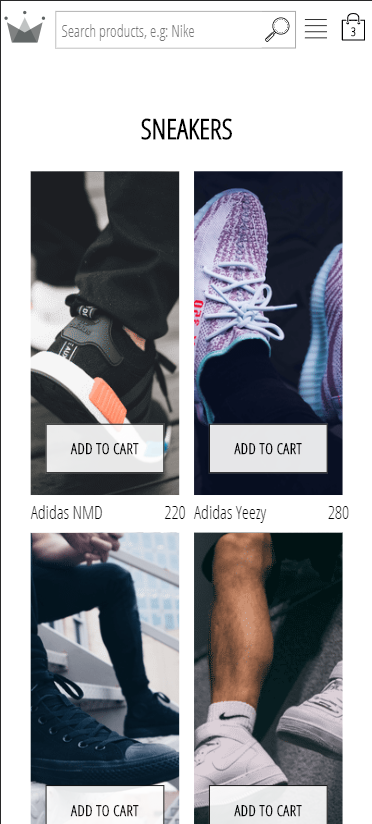 Search products, e.g: Nike
3
SNEAKERS
ADD TO CART
ADD TO CART
Adidas NMD 220
Adidas Yeezy 280
ADD TO CART
ADD TO CART